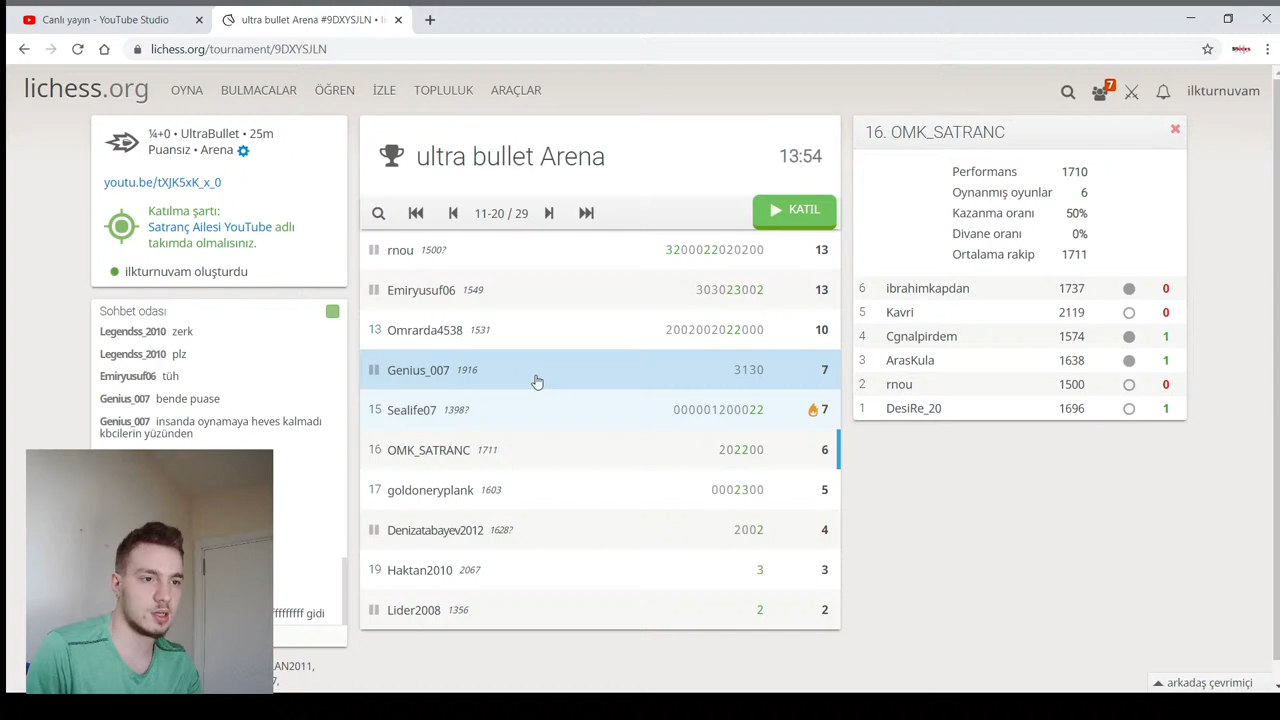 Canlı yayın - YouTube Studio
ultra bullet Arena #9DXYSJLN • l
lichess.org/tournament/9DXYSJLN
lichess.org OYNA BULMACALAR ÖĞREN İZLE TOPLULUK ARAÇLAR 7 ilkturnuvam
¼+0 • UltraBullet • 25m
Puansız • Arena
youtu.be/tXJK5xK_x_0
Katılma şartı:
Satranç Ailesi YouTube adlı
takımda olmalısınız.
ilkturnuvam oluşturdu
Sohbet odası
Legendss_2010 zerk
Legendss_2010 plz
Emiryusuf06 tüh
Genius_007 bende puase
Genius_007 insanda oynamaya heves kalmadı
kbcilerin yüzünden
ffffffff gidi
AN2011,
7,
ultra bullet Arena 13:54
11-20 / 29 KATIL
rnou 1500? 3200022020200 13
Emiryusuf06 1549 303023002 13
13 Omrarda4538 1531 2002002022000 10
Genius_007 1916 3130 7
15 Sealife07 1398? 000001200022 7
16 OMK_SATRANC 1711 202200 6
17 goldoneryplank 1603 0002300 5
Denizatabayev2012 1628? 2002 4
19 Haktan2010 2067 3 3
Lider2008 1356 2 2
16. OMK_SATRANC
Performans 1710
Oynanmış oyunlar 6
Kazanma oranı 50%
Divane oranı 0%
Ortalama rakip 1711
6 ibrahimkapdan 1737 0
5 Kavri 2119 0
4 Cgnalpirdem 1574 1
3 ArasKula 1638 1
2 rnou 1500 0
1 DesiRe_20 1696 1
arkadaş çevrimiçi